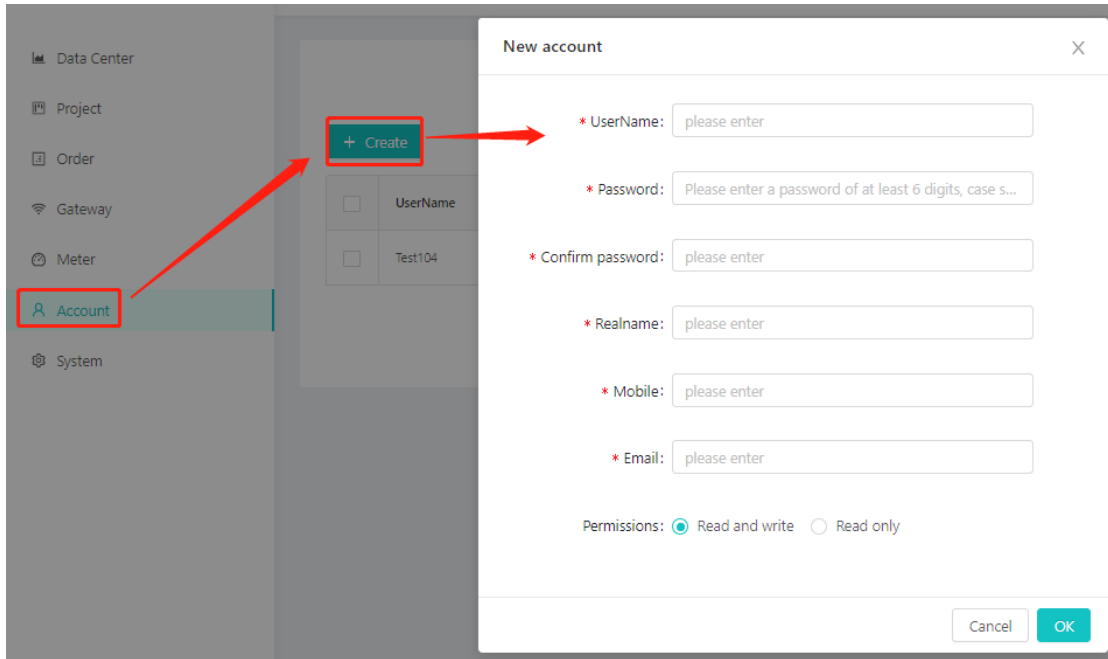 Data Center
Project
Order
Gateway
Meter
Account
System
+ Create
UserName
Test104
New account
* UserName: please enter
* Password: Please enter a password of at least 6 digits, case s...
* Confirm password: please enter
* Realname: please enter
* Mobile: please enter
* Email: please enter
Permissions: Read and write Read only
Cancel OK